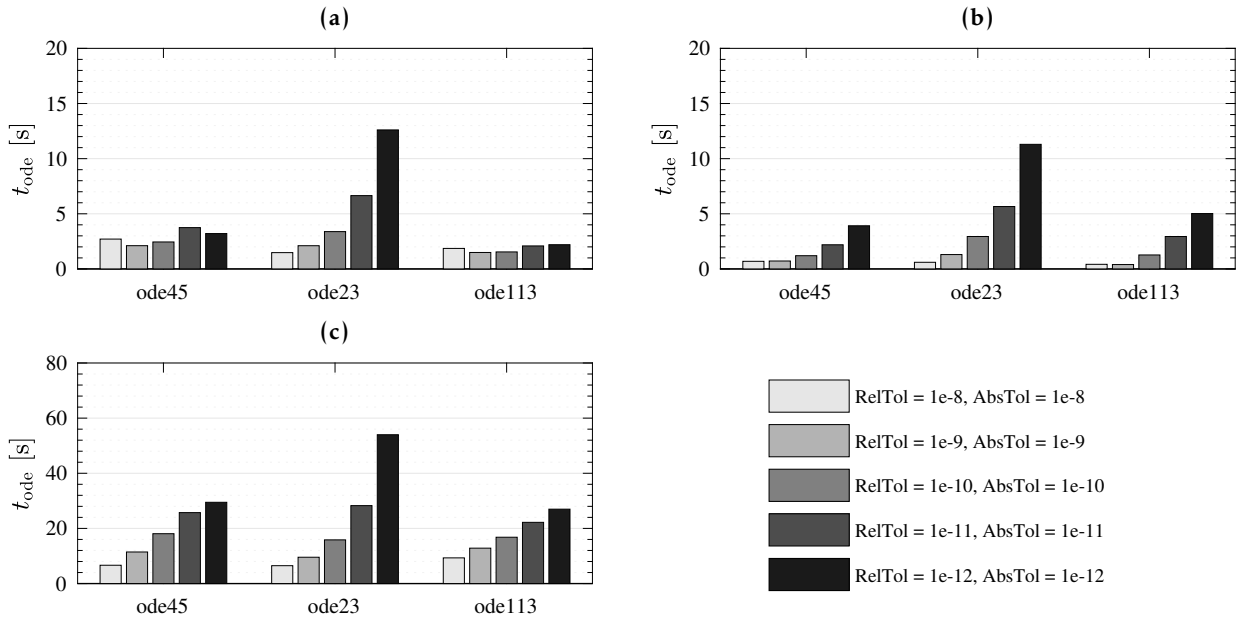 (a)
20
15
10
5
0
t_ode [s]
ode45 ode23 ode113
(b)
20
15
10
5
0
t_ode [s]
ode45 ode23 ode113
(c)
80
60
40
20
0
t_ode [s]
ode45 ode23 ode113
RelTol = 1e-8, AbsTol = 1e-8
RelTol = 1e-9, AbsTol = 1e-9
RelTol = 1e-10, AbsTol = 1e-10
RelTol = 1e-11, AbsTol = 1e-11
RelTol = 1e-12, AbsTol = 1e-12